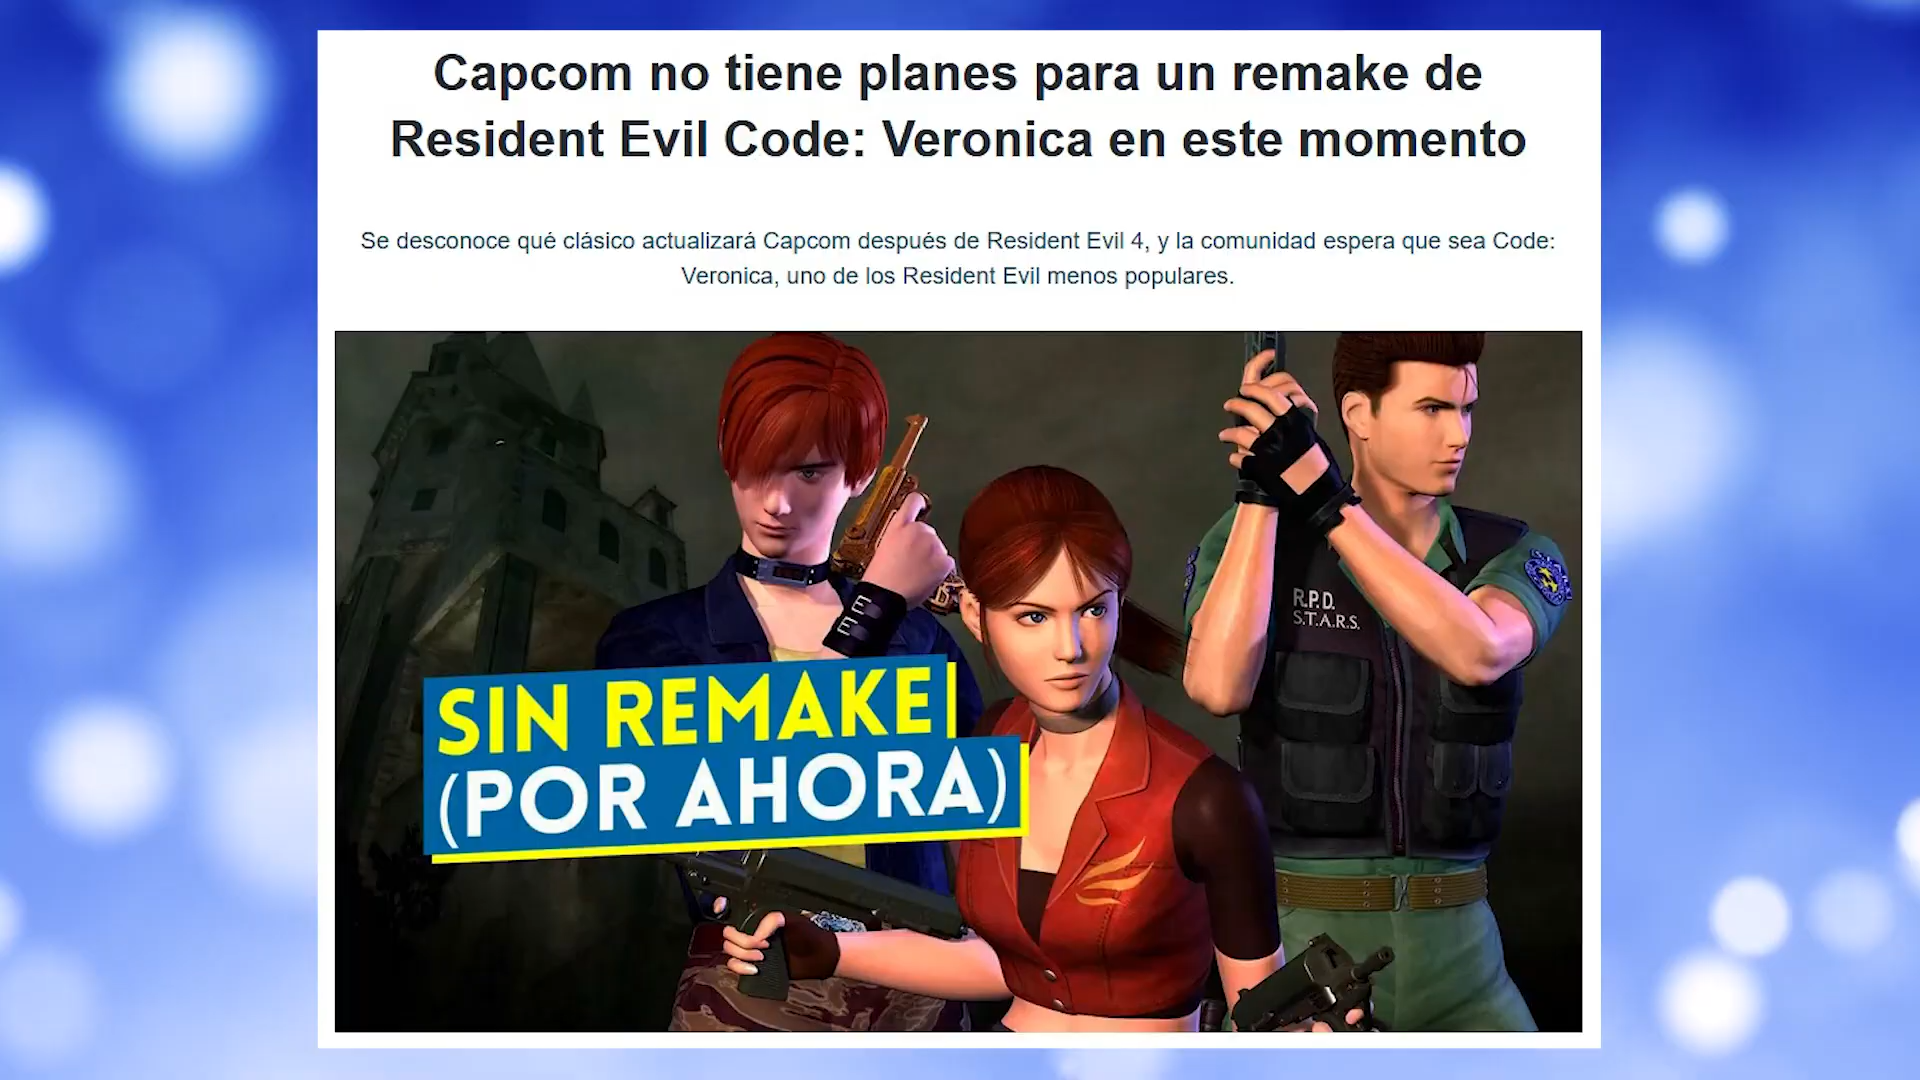 Capcom no tiene planes para un remake de
Resident Evil Code: Veronica en este momento
Se desconoce qué clásico actualizará Capcom después de Resident Evil 4, y la comunidad espera que sea Code:
Veronica, uno de los Resident Evil menos populares.
R.P.D.
S.T.A.R.S.
SIN REMAKE
(POR AHORA)